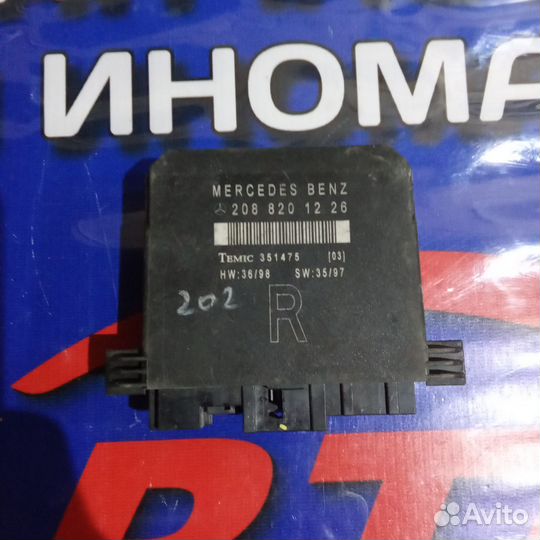 ИНОМА
MERCEDES BENZ
208 820 12 26
TEMIC 351475 [03]
HW:36/98 SW:35/97
202
R
Avito